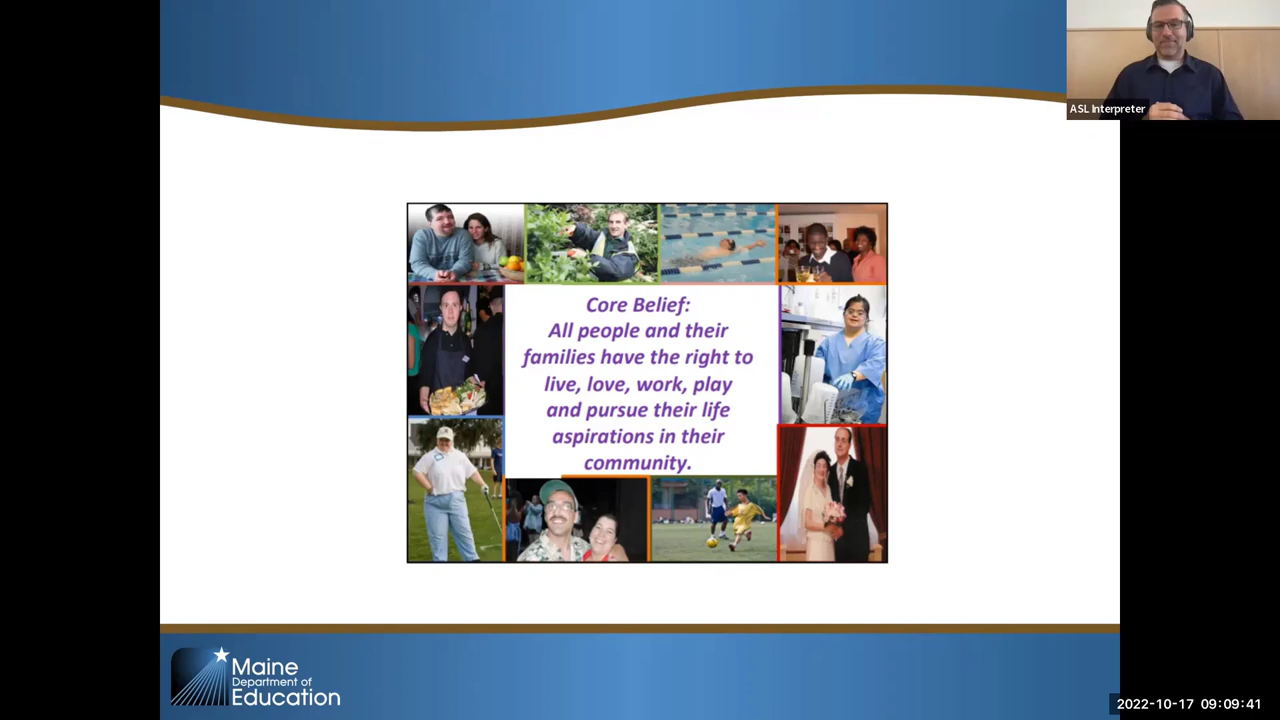 ASL Interpreter
Core Belief:
All people and their
families have the right to
live, love, work, play
and pursue their life
aspirations in their
community.
Maine
Department of
Education
2022-10-17 09:09:41